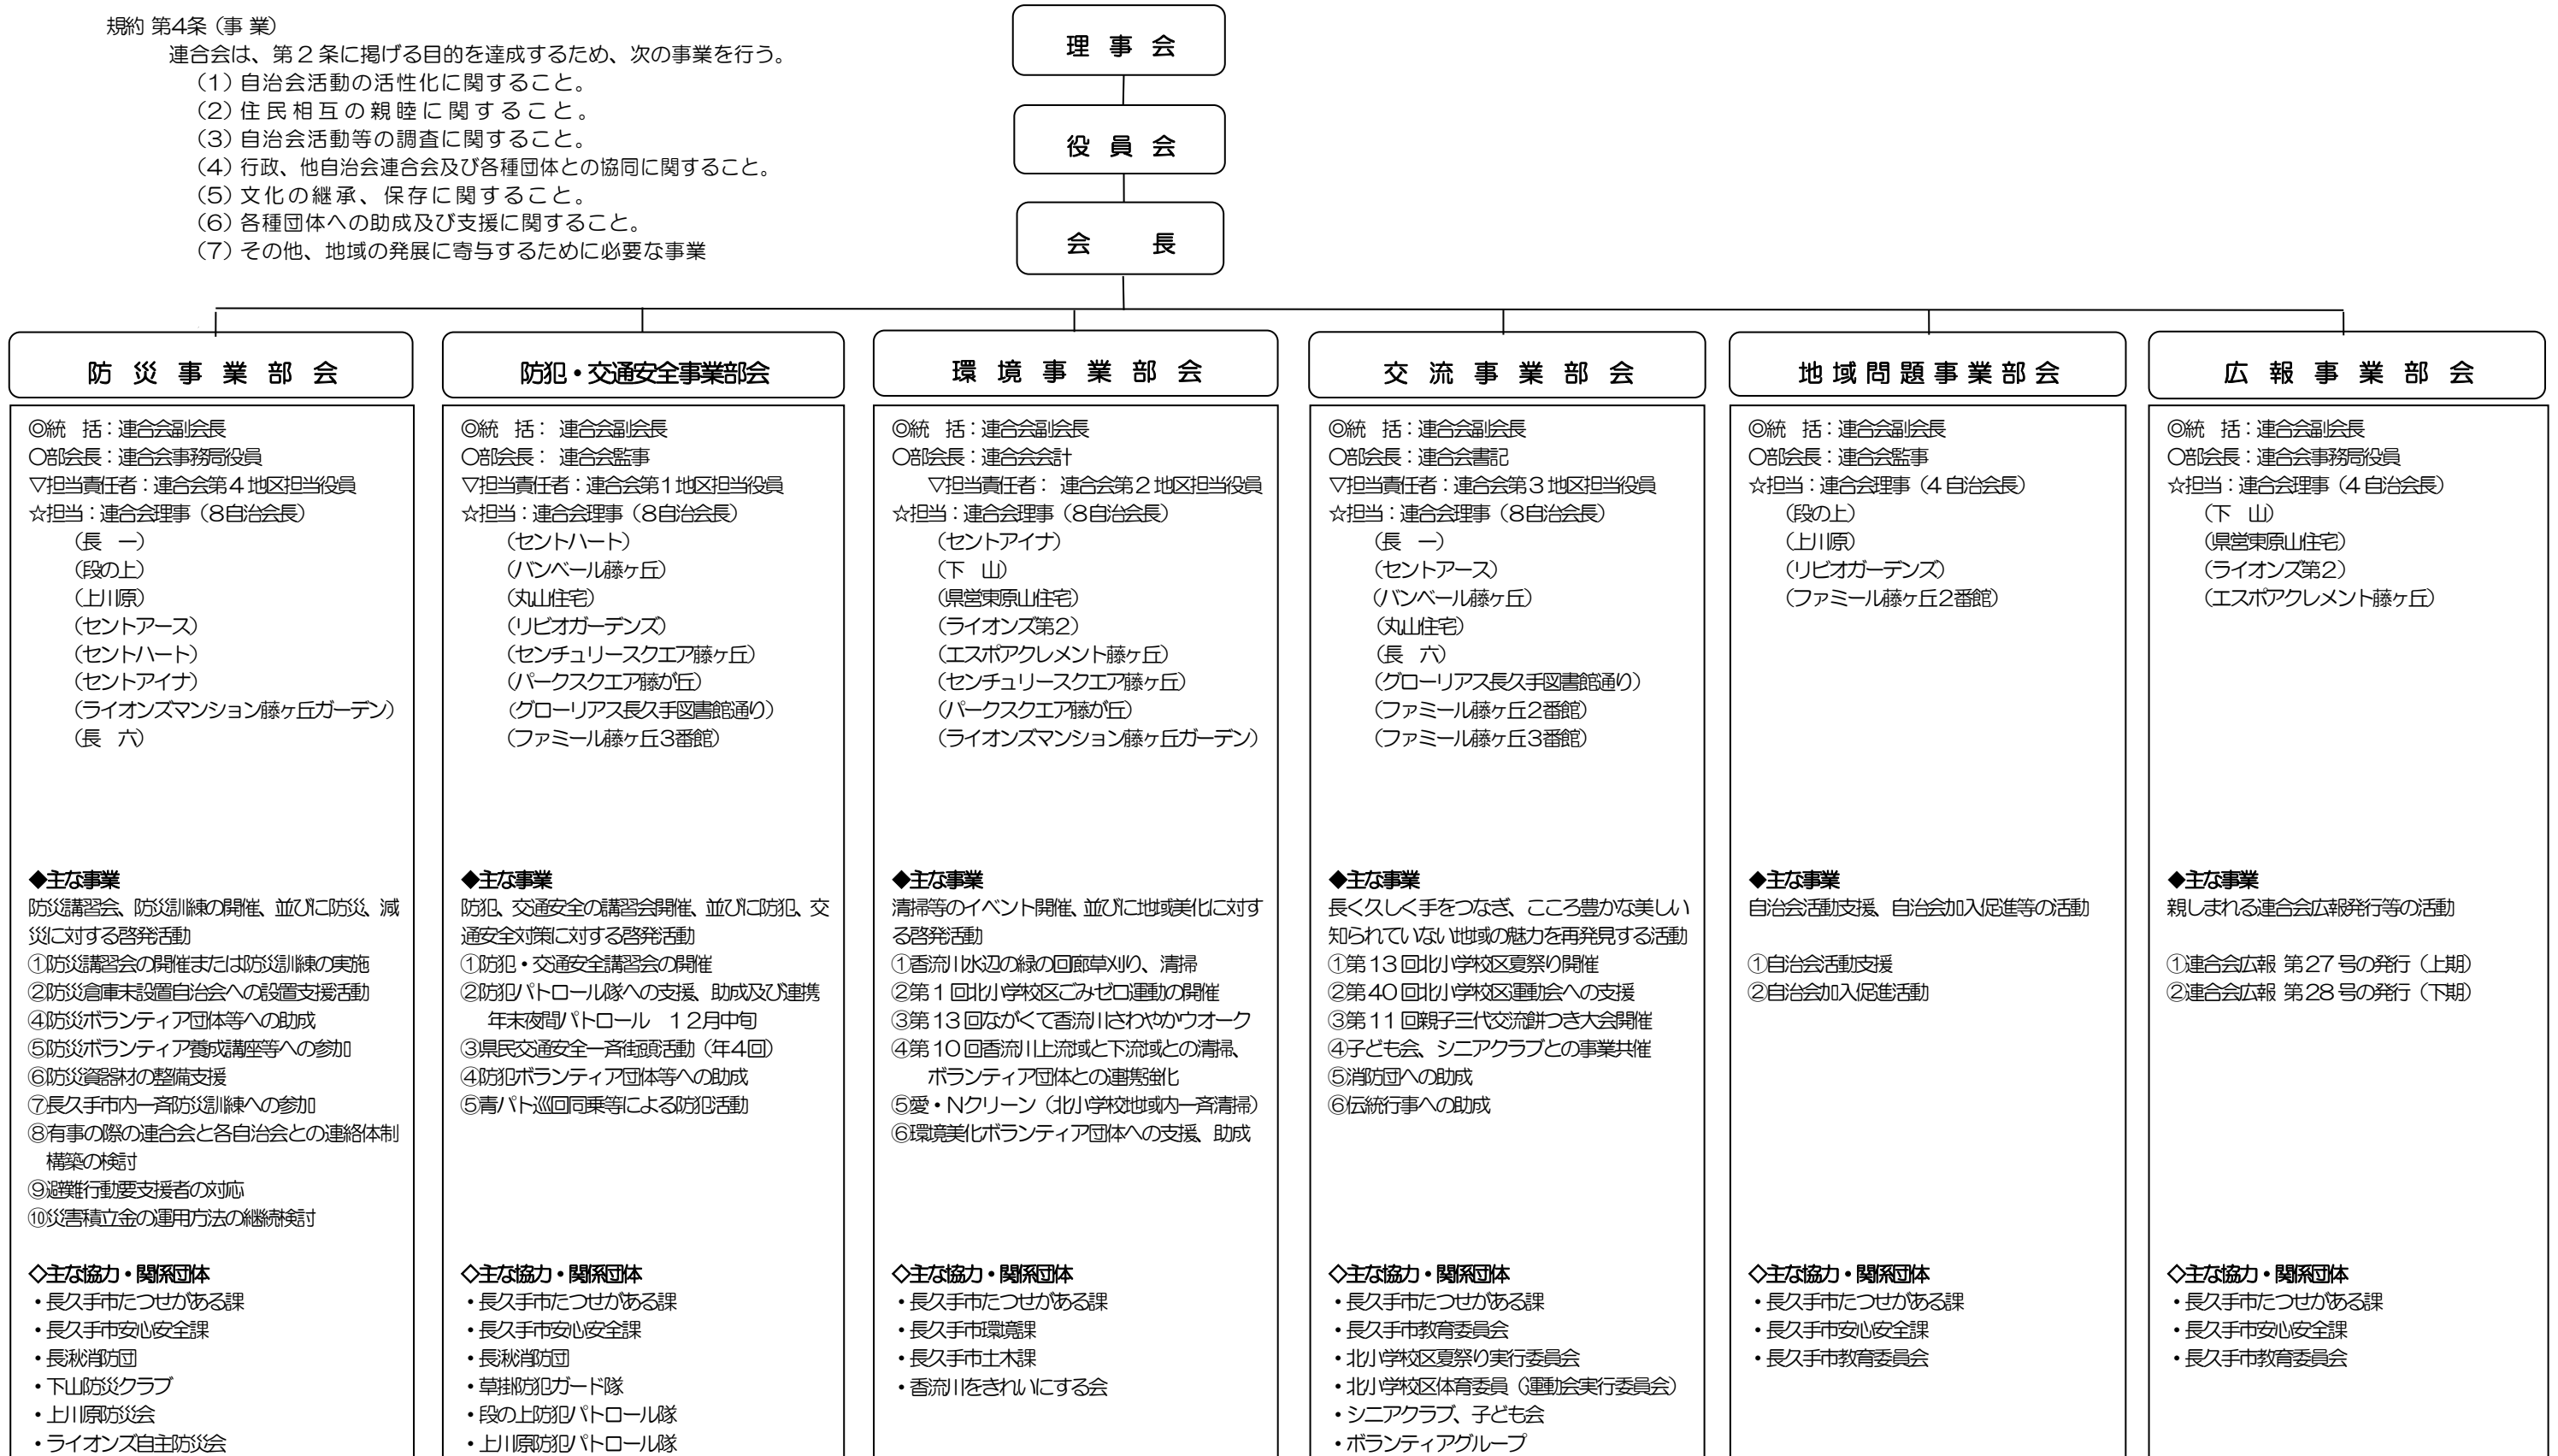 規約 第4条（事 業）
連合会は、第２条に掲げる目的を達成するため、次の事業を行う。
（1）自治会活動の活性化に関すること。
（2）住民相互の親睦に関すること。
（3）自治会活動等の調査に関すること。
（4）行政、他自治会連合会及び各種団体との協同に関すること。
（5）文化の継承、保存に関すること。
（6）各種団体への助成及び支援に関すること。
（7）その他、地域の発展に寄与するために必要な事業
理 事 会
役 員 会
会 長
防 災 事 業 部 会
◎統 括：連合会副会長
○部会長：連合会事務局役員
▽担当責任者：連合会第４地区担当役員
☆担当：連合会理事（8自治会長）
（長 一）
（段の上）
（上川原）
（セントアース）
（セントハート）
（セントアイナ）
（ライオンズマンション藤ヶ丘ガーデン）
（長 六）
◆主な事業
防災講習会、防災訓練の開催、並びに防災、減
災に対する啓発活動
①防災講習会の開催または防災訓練の実施
②防災倉庫未設置自治会への設置支援活動
④防災ボランティア団体等への助成
⑤防災ボランティア養成講座等への参加
⑥防災資器材の整備支援
⑦長久手市内一斉防災訓練への参加
⑧有事の際の連合会と各自治会との連絡体制
構築の検討
⑨避難行動要支援者の対応
⑩災害積立金の運用方法の継続検討
◇主な協力・関係団体
・長久手市たつせがある課
・長久手市安心安全課
・長湫消防団
・下山防災クラブ
・上川原防災会
・ライオンズ自主防災会
防犯・交通安全事業部会
◎統 括： 連合会副会長
○部会長： 連合会監事
▽担当責任者：連合会第1地区担当役員
☆担当：連合会理事（8自治会長）
（セントハート）
（バンベール藤ヶ丘）
（丸山住宅）
（リビオガーデンズ）
（センチュリースクエア藤ヶ丘）
（パークスクエア藤が丘）
（グローリアス長久手図書館通り）
（ファミール藤ヶ丘3番館）
◆主な事業
防犯、交通安全の講習会開催、並びに防犯、交
通安全対策に対する啓発活動
①防犯・交通安全講習会の開催
②防犯パトロール隊への支援、助成及び連携
年末夜間パトロール １２月中旬
③県民交通安全一斉街頭活動（年4回）
④防犯ボランティア団体等への助成
⑤青パト巡回同乗等による防犯活動
◇主な協力・関係団体
・長久手市たつせがある課
・長久手市安心安全課
・長湫消防団
・草掛防犯ガード隊
・段の上防犯パトロール隊
・上川原防犯パトロール隊
環 境 事 業 部 会
◎統 括：連合会副会長
○部会長：連合会会計
▽担当責任者： 連合会第２地区担当役員
☆担当：連合会理事（8自治会長）
（セントアイナ）
（下 山）
（県営東原山住宅）
（ライオンズ第2）
（エスポアクレメント藤ヶ丘）
（センチュリースクエア藤ヶ丘）
（パークスクエア藤が丘）
（ライオンズマンション藤ヶ丘ガーデン）
◆主な事業
清掃等のイベント開催、並びに地域美化に対す
る啓発活動
①香流川水辺の緑の回廊草刈り、清掃
②第１回北小学校区ごみゼロ運動の開催
③第13回ながくて香流川さわやかウオーク
④第10回香流川上流域と下流域との清掃、
ボランティア団体との連携強化
⑤愛・Nクリーン（北小学校地域内一斉清掃）
⑥環境美化ボランティア団体への支援、助成
◇主な協力・関係団体
・長久手市たつせがある課
・長久手市環境課
・長久手市土木課
・香流川をきれいにする会
交 流 事 業 部 会
◎統 括：連合会副会長
○部会長：連合会書記
▽担当責任者：連合会第３地区担当役員
☆担当：連合会理事（8自治会長）
（長 一）
（セントアース）
（バンベール藤ヶ丘）
（丸山住宅）
（長 六）
（グローリアス長久手図書館通り）
（ファミール藤ヶ丘2番館）
（ファミール藤ヶ丘3番館）
◆主な事業
長く久しく手をつなぎ、こころ豊かな美しい
知られていない地域の魅力を再発見する活動
①第13回北小学校区夏祭り開催
②第40回北小学校区運動会への支援
③第11回親子三代交流餅つき大会開催
④子ども会、シニアクラブとの事業共催
⑤消防団への助成
⑥伝統行事への助成
◇主な協力・関係団体
・長久手市たつせがある課
・長久手市教育委員会
・北小学校区夏祭り実行委員会
・北小学校区体育委員（運動会実行委員会）
・シニアクラブ、子ども会
・ボランティアグループ
地 域 問 題 事 業 部 会
◎統 括：連合会副会長
○部会長：連合会監事
☆担当：連合会理事（4自治会長）
（段の上）
（上川原）
（リビオガーデンズ）
（ファミール藤ヶ丘2番館）
◆主な事業
自治会活動支援、自治会加入促進等の活動
①自治会活動支援
②自治会加入促進活動
◇主な協力・関係団体
・長久手市たつせがある課
・長久手市安心安全課
・長久手市教育委員会
広 報 事 業 部 会
◎統 括：連合会副会長
○部会長：連合会事務局役員
☆担当：連合会理事（4自治会長）
（下 山）
（県営東原山住宅）
（ライオンズ第2）
（エスポアクレメント藤ヶ丘）
◆主な事業
親しまれる連合会広報発行等の活動
①連合会広報 第27号の発行（上期）
②連合会広報 第28号の発行（下期）
◇主な協力・関係団体
・長久手市たつせがある課
・長久手市安心安全課
・長久手市教育委員会